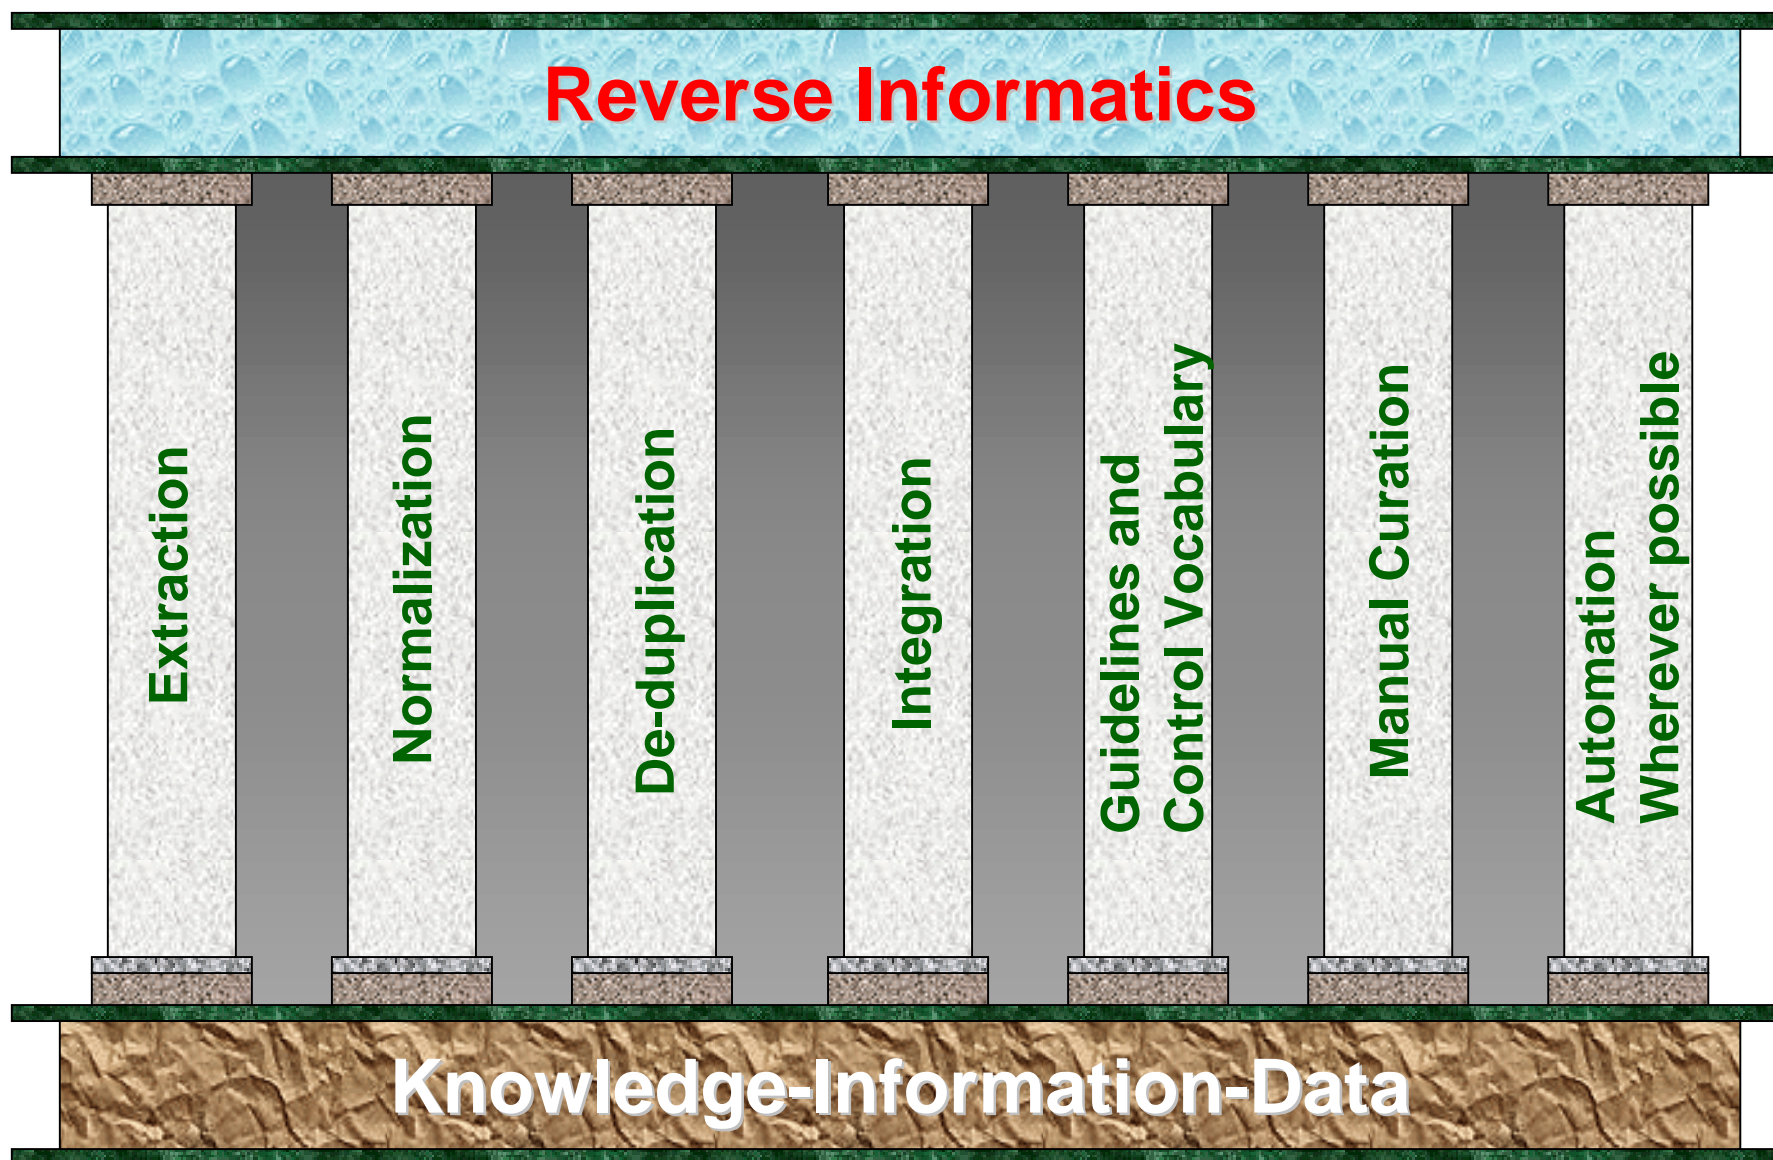 Reverse Informatics
Extraction
Normalization
De-duplication
Integration
Guidelines and
Control Vocabulary
Manual Curation
Automation
Wherever possible
Knowledge-Information-Data